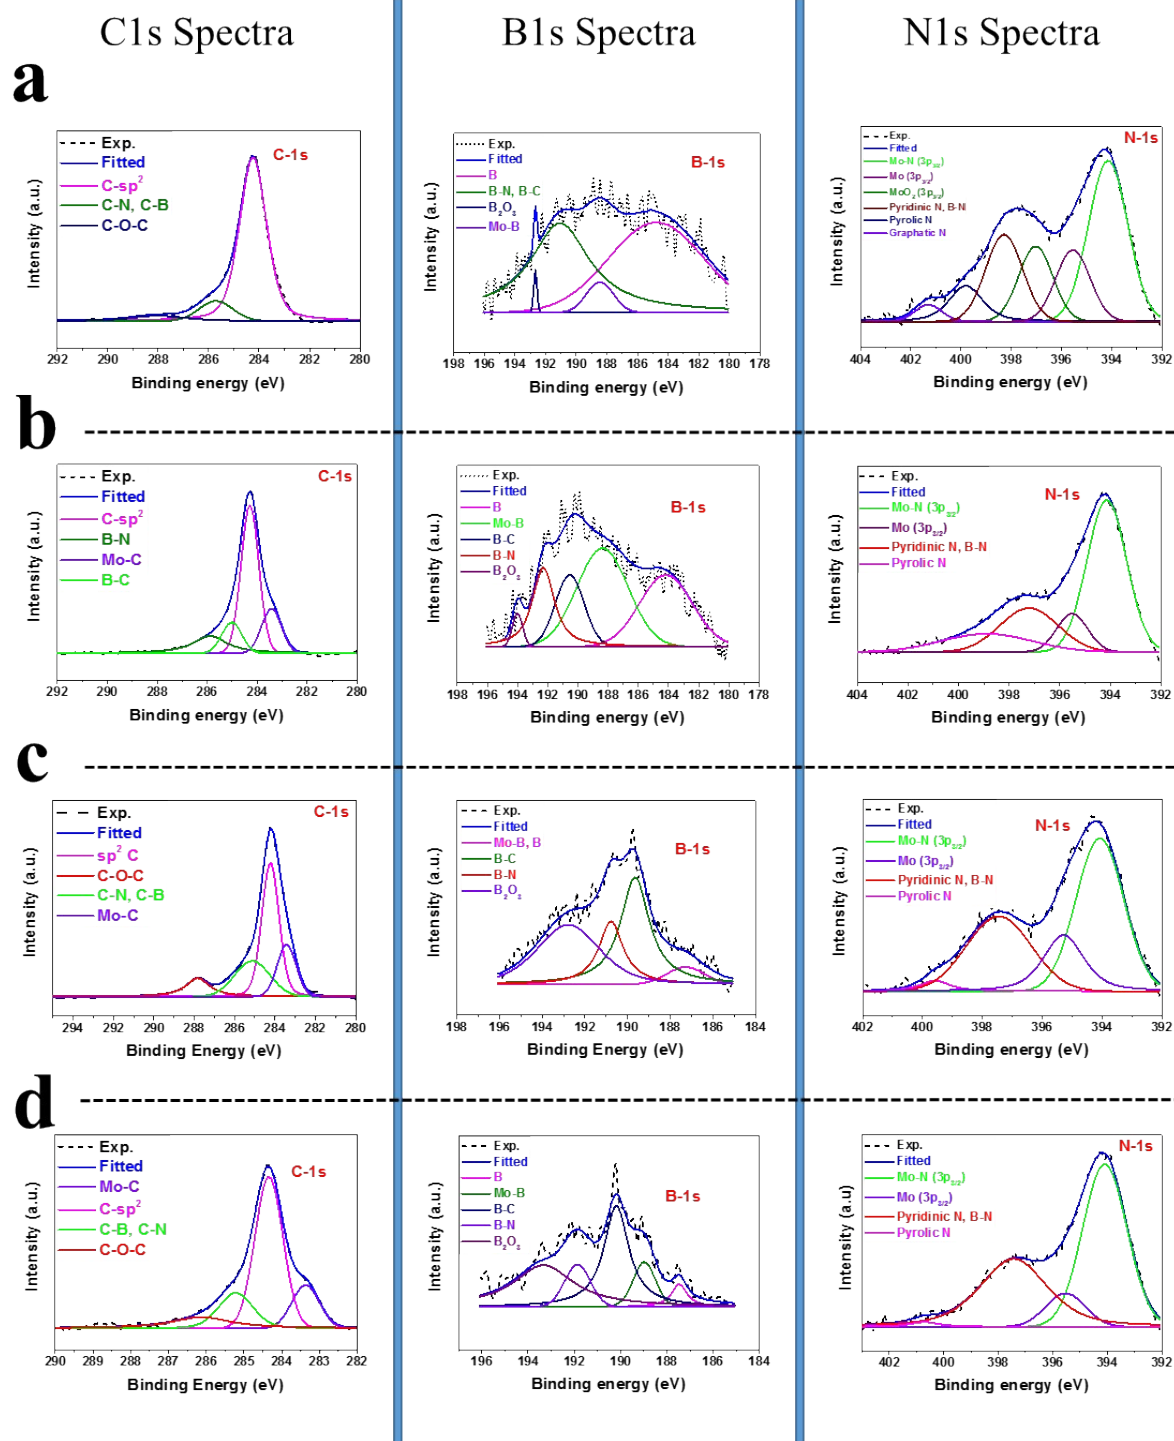 C1s Spectra
B1s Spectra
N1s Spectra
a
Exp.
Fitted
C-sp2
C-N, C-B
C-O-C
C-1s
Intensity (a.u.)
292 290 288 286 284 282 280
Binding energy (eV)
Exp.
Fitted
B
B-N, B-C
B2O3
Mo-B
B-1s
Intensity (a.u.)
198 196 194 192 190 188 186 184 182 180 178
Binding energy (eV)
Exp.
Fitted
Mo-N (3p3/2)
Mo (3p3/2)
MoO2 (3p3/2)
Pyridinic N, B-N
Pyrolic N
Graphatic N
N-1s
Intensity (a.u.)
404 402 400 398 396 394 392
Binding energy (eV)
b
Exp.
Fitted
C-sp2
B-N
Mo-C
B-C
C-1s
Intensity (a.u.)
292 290 288 286 284 282 280
Binding energy (eV)
Exp.
Fitted
B
Mo-B
B-C
B-N
B2O3
B-1s
Intensity (a.u.)
198 196 194 192 190 188 186 184 182 180 178
Binding energy (eV)
Exp.
Fitted
Mo-N (3p3/2)
Mo (3p3/2)
Pyridinic N, B-N
Pyrolic N
N-1s
Intensity (a.u.)
404 402 400 398 396 394 392
Binding energy (eV)
c
Exp.
Fitted
sp2 C
C-O-C
C-N, C-B
Mo-C
C-1s
Intensity (a.u.)
294 292 290 288 286 284 282 280
Binding Energy (eV)
Exp.
Fitted
Mo-B, B
B-C
B-N
B2O3
B-1s
Intensity (a.u.)
198 196 194 192 190 188 186 184
Binding Energy (eV)
Exp.
Fitted
Mo-N (3p3/2)
Mo (3p3/2)
Pyridinic N, B-N
Pyrolic N
N-1s
Intensity (a.u.)
402 400 398 396 394 392
Binding energy (eV)
d
Exp.
Fitted
Mo-C
C-sp2
C-B, C-N
C-O-C
C-1s
Intensity (a.u.)
290 289 288 287 286 285 284 283 282
Binding Energy (eV)
Exp.
Fitted
B
Mo-B
B-C
B-N
B2O3
B-1s
Intensity (a.u.)
196 194 192 190 188 186 184
Binding energy (eV)
Exp.
Fitted
Mo-N (3p3/2)
Mo (3p3/2)
Pyridinic N, B-N
Pyrolic N
N-1s
Intensity (a.u)
402 400 398 396 394 392
Binding energy (eV)